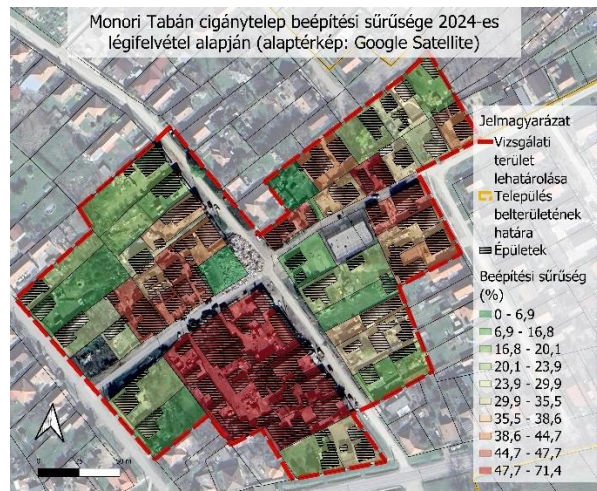 Monori Tabán cigánytelep beépítési sűrűsége 2024-es
légifelvétel alapján (alaptérkép: Google Satellite)
Jelmagyarázat
Vizsgálati
terület
lehatárolása
Település
belterületének
határa
Épületek
Beépítési sűrűség
(%)
0 - 6,9
6,9 - 16,8
16,8 - 20,1
20,1 - 23,9
23,9 - 29,9
29,9 - 35,5
35,5 - 38,6
38,6 - 44,7
44,7 - 47,7
47,7 - 71,4
0 25 50 m